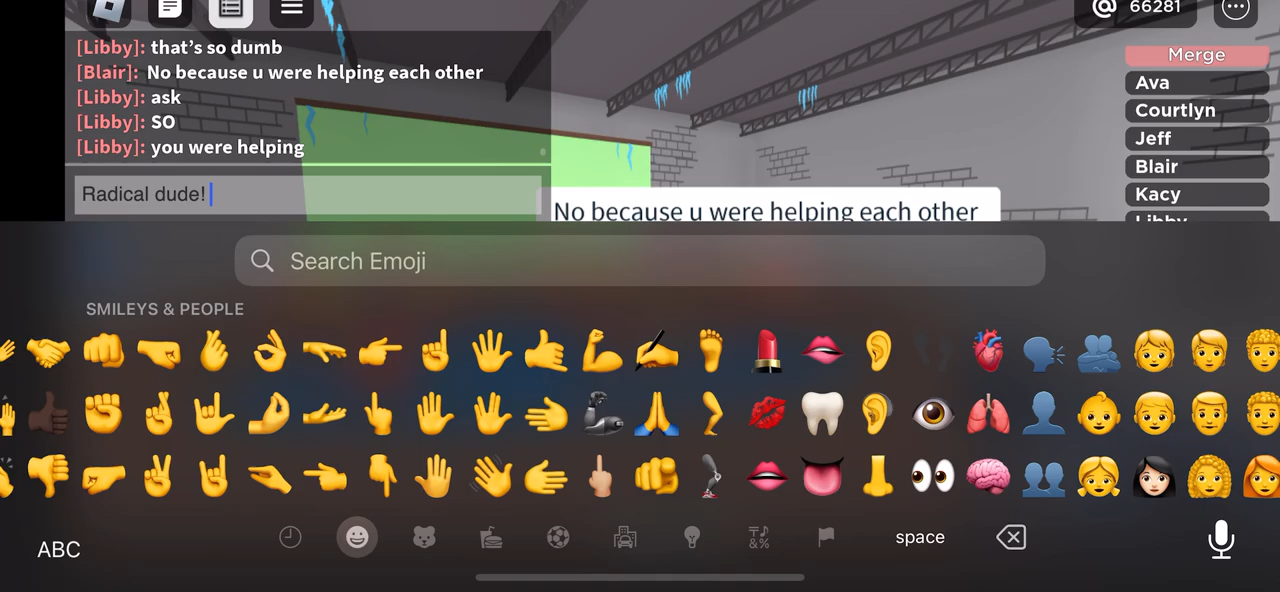 66281
[Libby]: that's so dumb
[Blair]: No because u were helping each other
[Libby]: ask
[Libby]: SO
[Libby]: you were helping
Radical dude!
Merge
Ava
Courtlyn
Jeff
Blair
Kacy
Libby
No because u were helping each other
Search Emoji
SMILEYS & PEOPLE
ABC
space